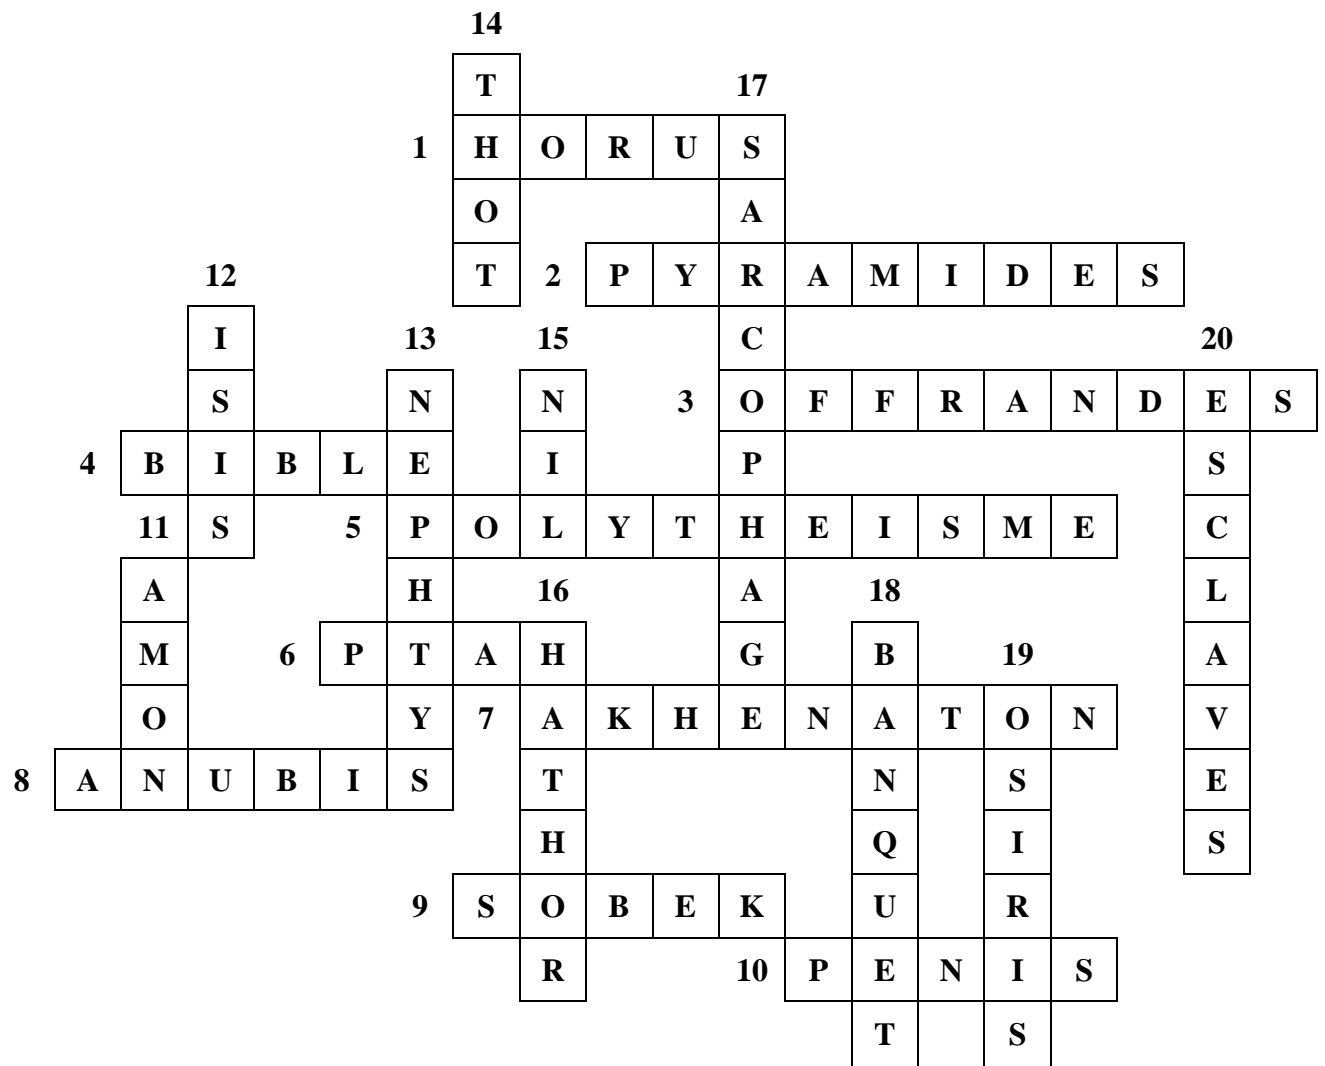 14
T 17
1 H O R U S
O A
12 T 2 P Y R A M I D E S
I 13 15 C 20
S N N 3 O F F R A N D E S
4 B I B L E I P S
11 S 5 P O L Y T H E I S M E C
A H 16 A 18 L
M 6 P T A H G B 19 A
O Y 7 A K H E N A T O N V
8 A N U B I S T N S E
H Q I S
9 S O B E K U R
R 10 P E N I S
T S